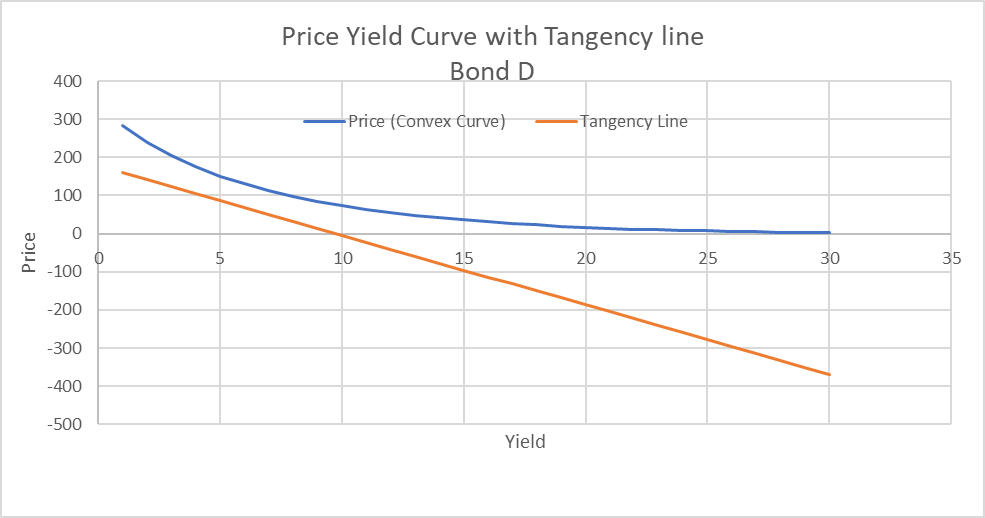 Price Yield Curve with Tangency line
Bond D
400
300
200
100
0
-100
-200
-300
-400
-500
Price (Convex Curve) Tangency Line
0 5 10 15 20 25 30 35
Price
Yield